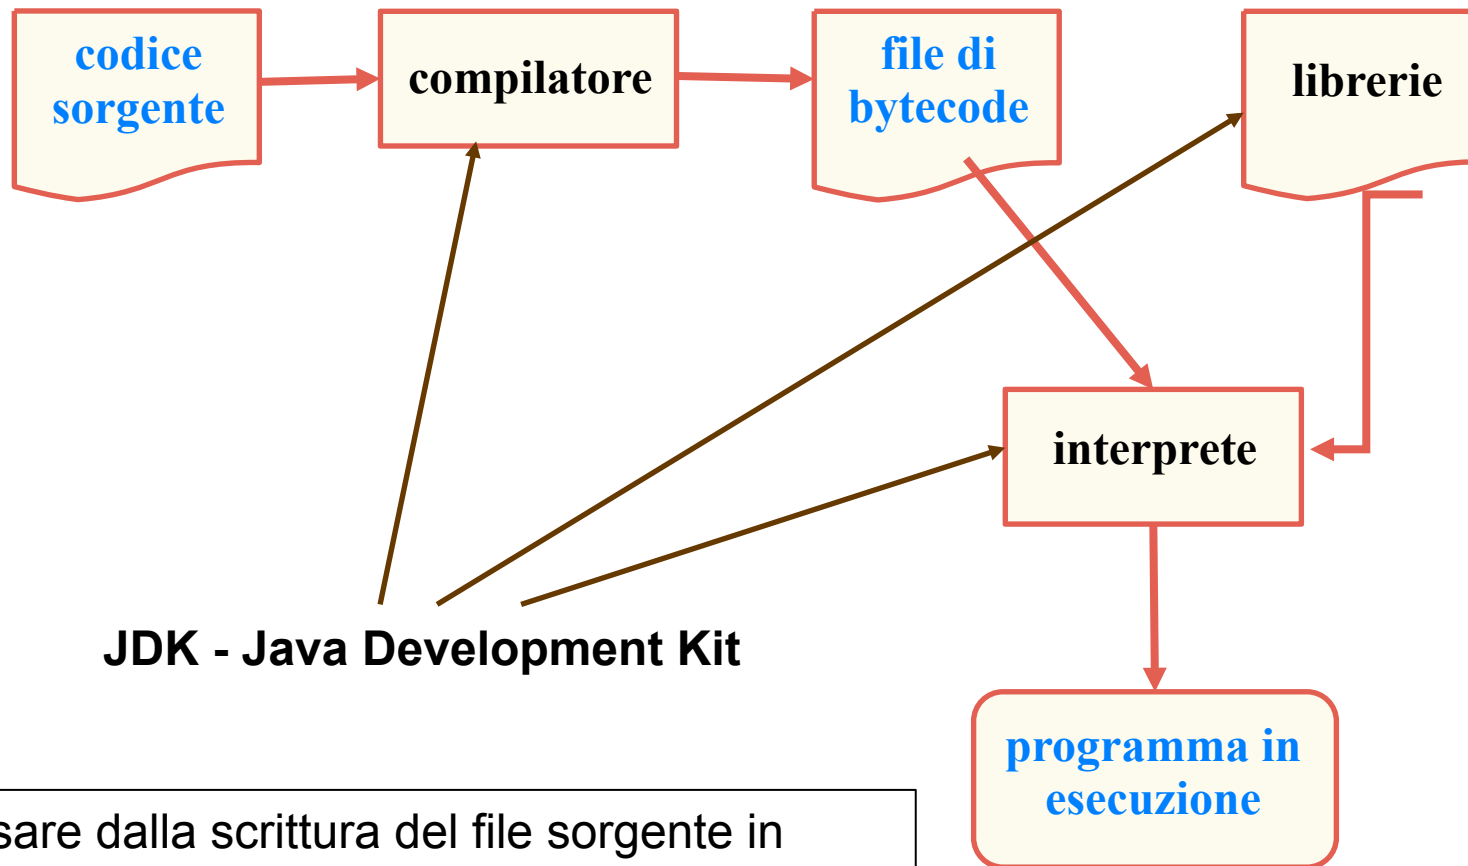 codice
sorgente
compilatore
file di
bytecode
librerie
interprete
JDK - Java Development Kit
programma in
esecuzione
dalla scrittura del file sorgente in